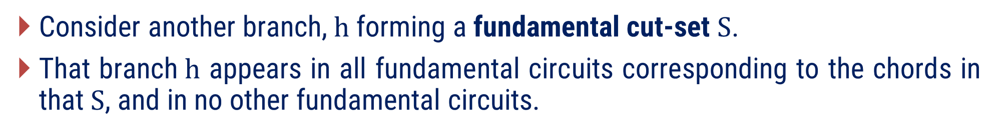 Consider another branch, h forming a fundamental cut-set S.
That branch h appears in all fundamental circuits corresponding to the chords in
that S, and in no other fundamental circuits.